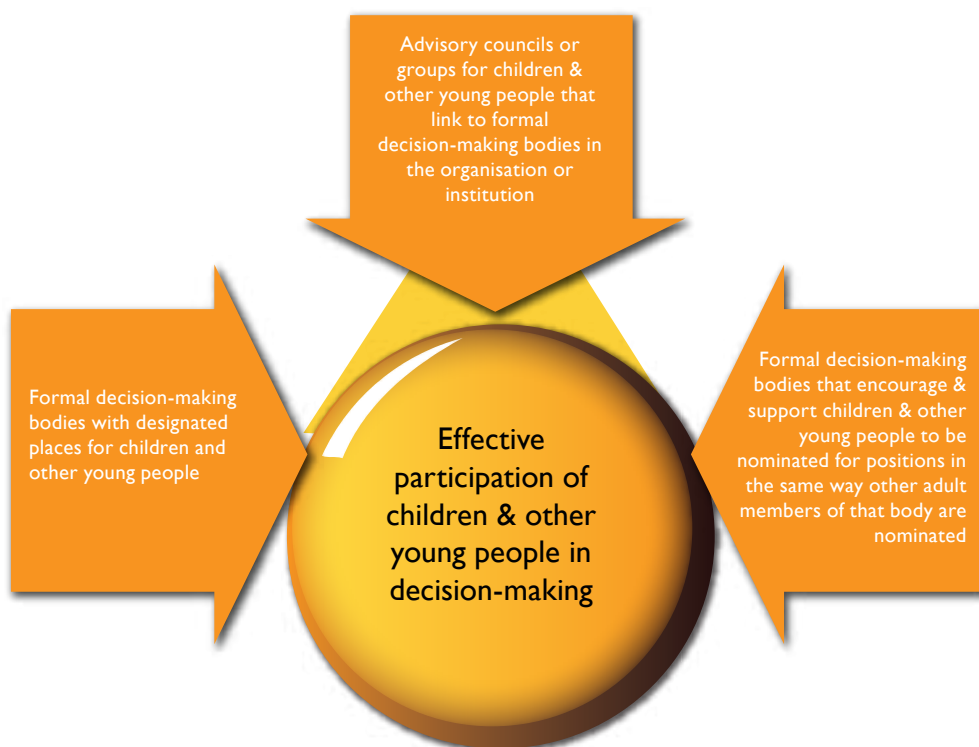 Advisory councils or
groups for children &
other young people that
link to formal
decision-making bodies in
the organisation or
institution
Formal decision-making
bodies with designated
places for children and
other young people
Effective
participation of
children & other
young people in
decision-making
Formal decision-making
bodies that encourage &
support children & other
young people to be
nominated for positions in
the same way other adult
members of that body are
nominated